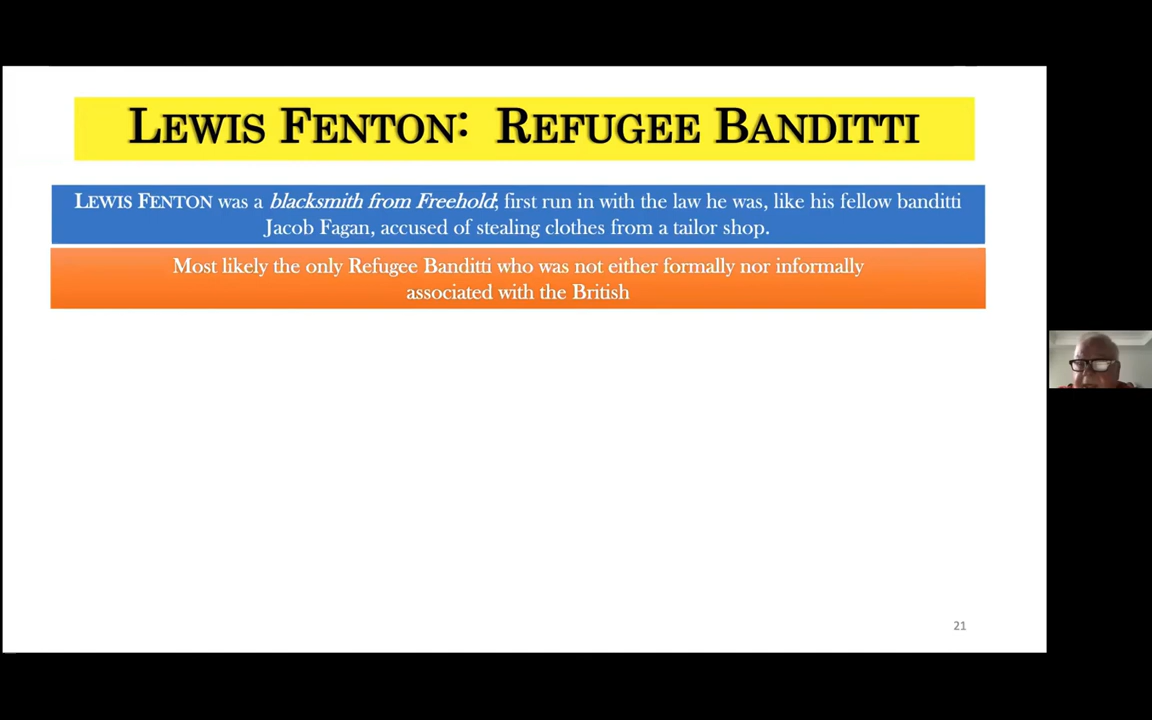 LEWIS FENTON: REFUGEE BANDITTI
LEWIS FENTON was a blacksmith from Freehold; first run in with the law he was, like his fellow banditti
Jacob Fagan, accused of stealing clothes from a tailor shop.
Most likely the only Refugee Banditti who was not either formally nor informally
associated with the British
21